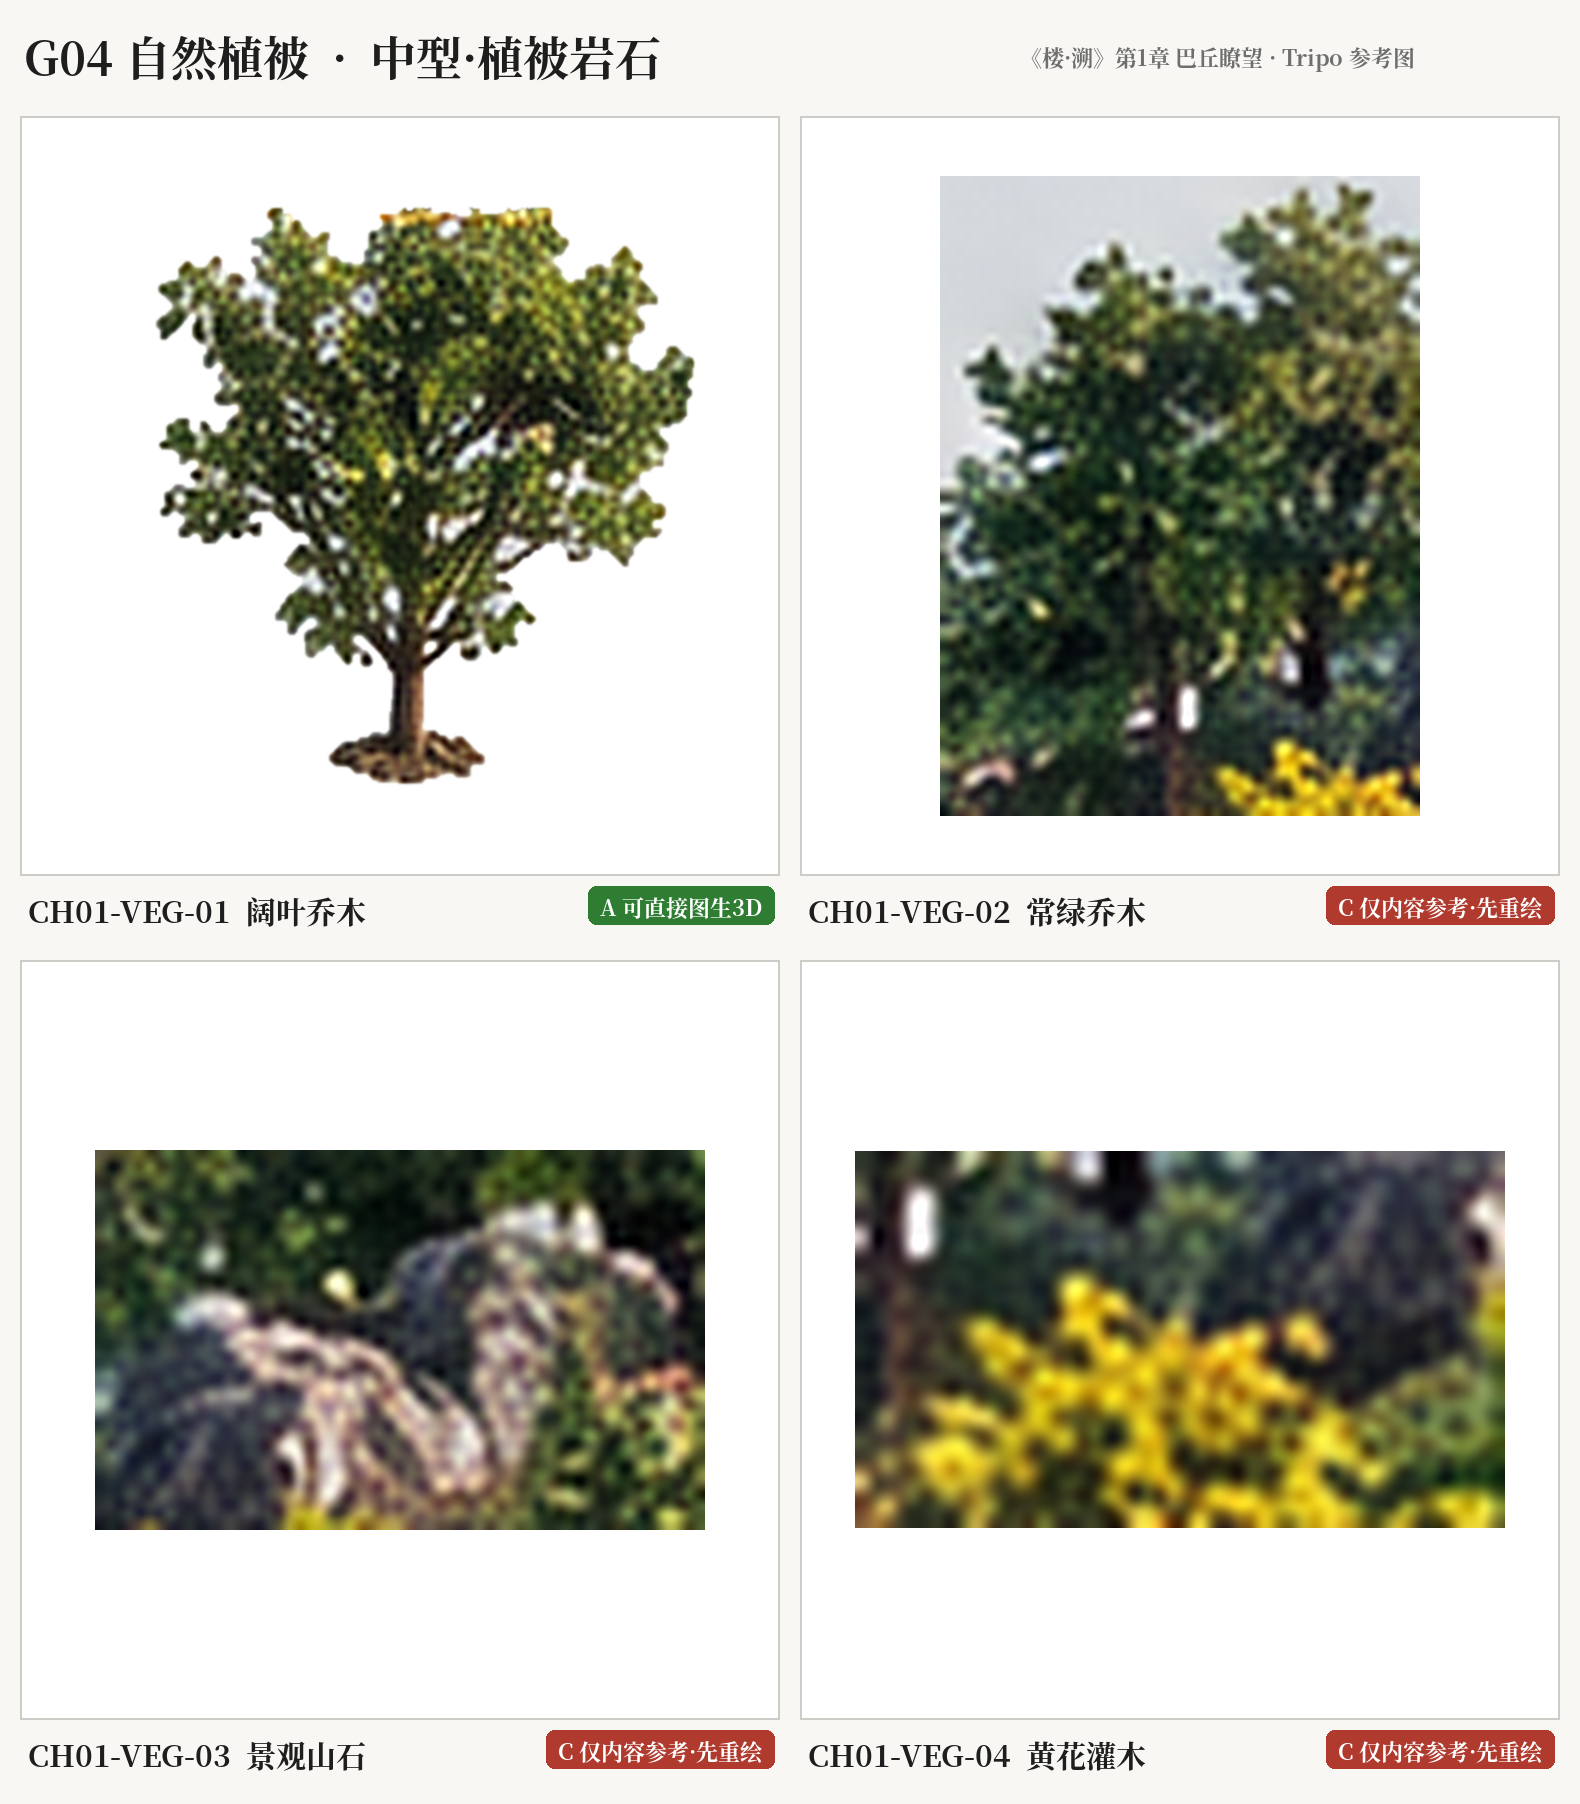 G04 自然植被 · 中型·植被岩石
《楼·溯》第1章 巴丘瞭望 · Tripo 参考图
CH01-VEG-01 阔叶乔木
A 可直接图生3D
CH01-VEG-02 常绿乔木
C 仅内容参考·先重绘
CH01-VEG-03 景观山石
C 仅内容参考·先重绘
CH01-VEG-04 黄花灌木
C 仅内容参考·先重绘